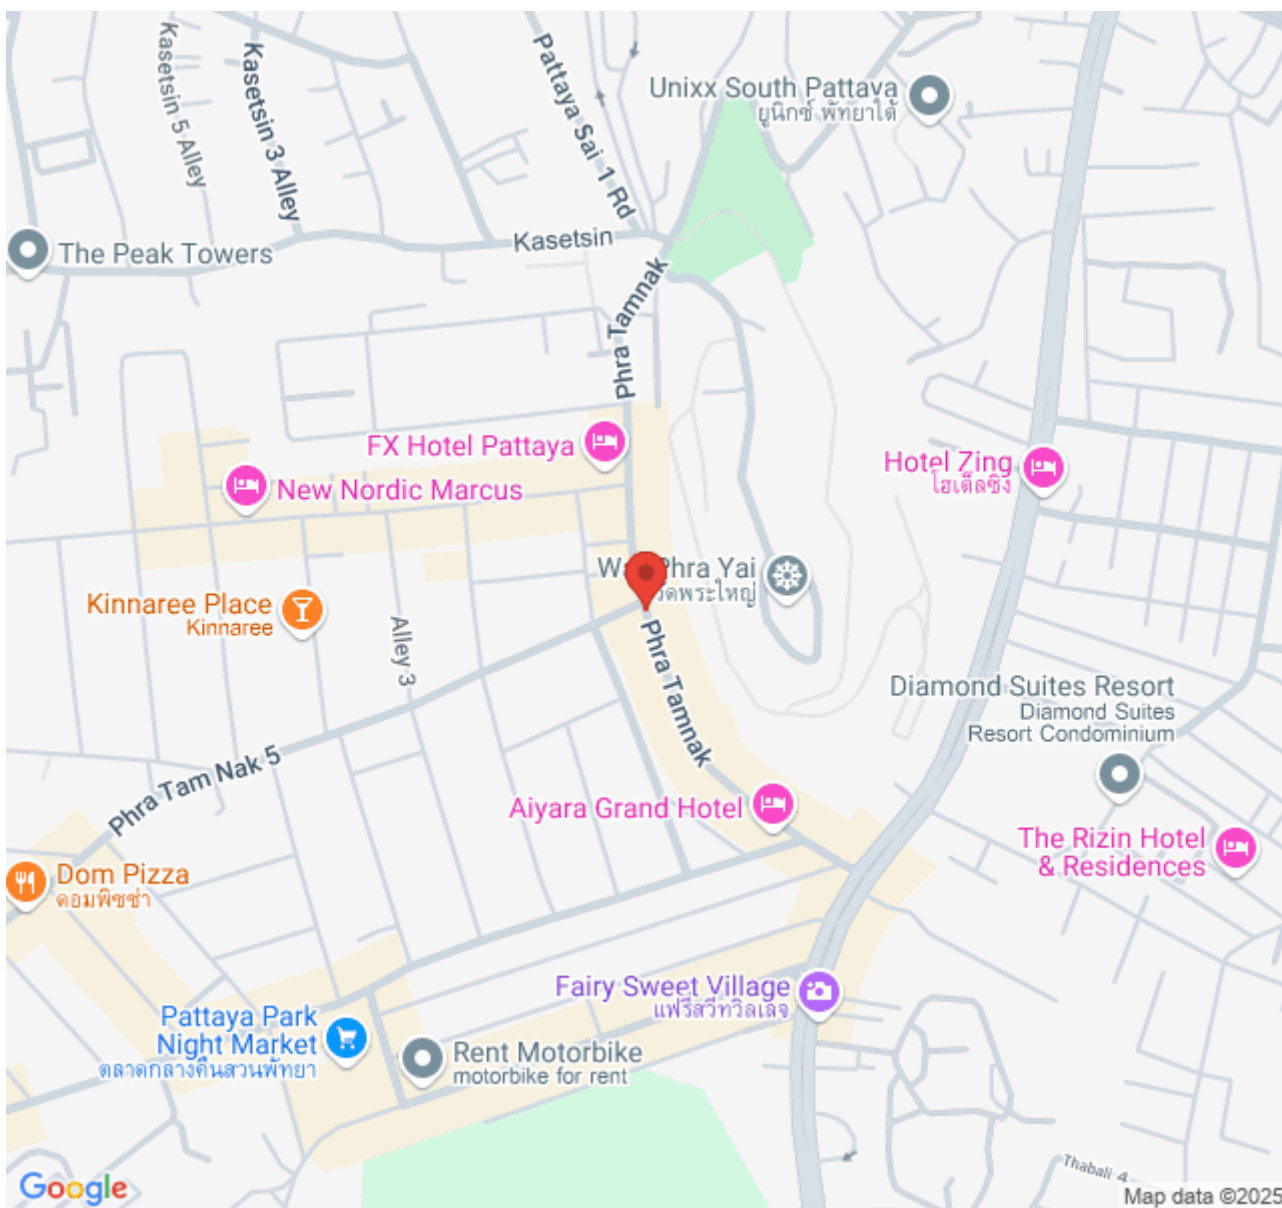 Kasetsin 5 Alley
Kasetsin 3 Alley
Pattaya Sai 1 Rd
Unixx South Pattaya
ยูนิกซ์ พัทยาใต้
Kasetsin
The Peak Towers
Phra Tamnak
FX Hotel Pattaya
New Nordic Marcus
Hotel Zing
โฮเต็ลซิง
Phra Yai
วัดพระใหญ่
Kinnaree Place
Kinnaree
Alley 3
Phra Tamnak
Diamond Suites Resort
Diamond Suites
Resort Condominium
Phra Tam Nak 5
Aiyara Grand Hotel
The Rizin Hotel
& Residences
Dom Pizza
ดอมพิซซ่า
Fairy Sweet Village
แฟรี่สวีทวิลเลจ
Pattaya Park
Night Market
ตลาดกลางคืนสวนพัทยา
Rent Motorbike
motorbike for rent
Thabali 4
Google
Map data ©2025